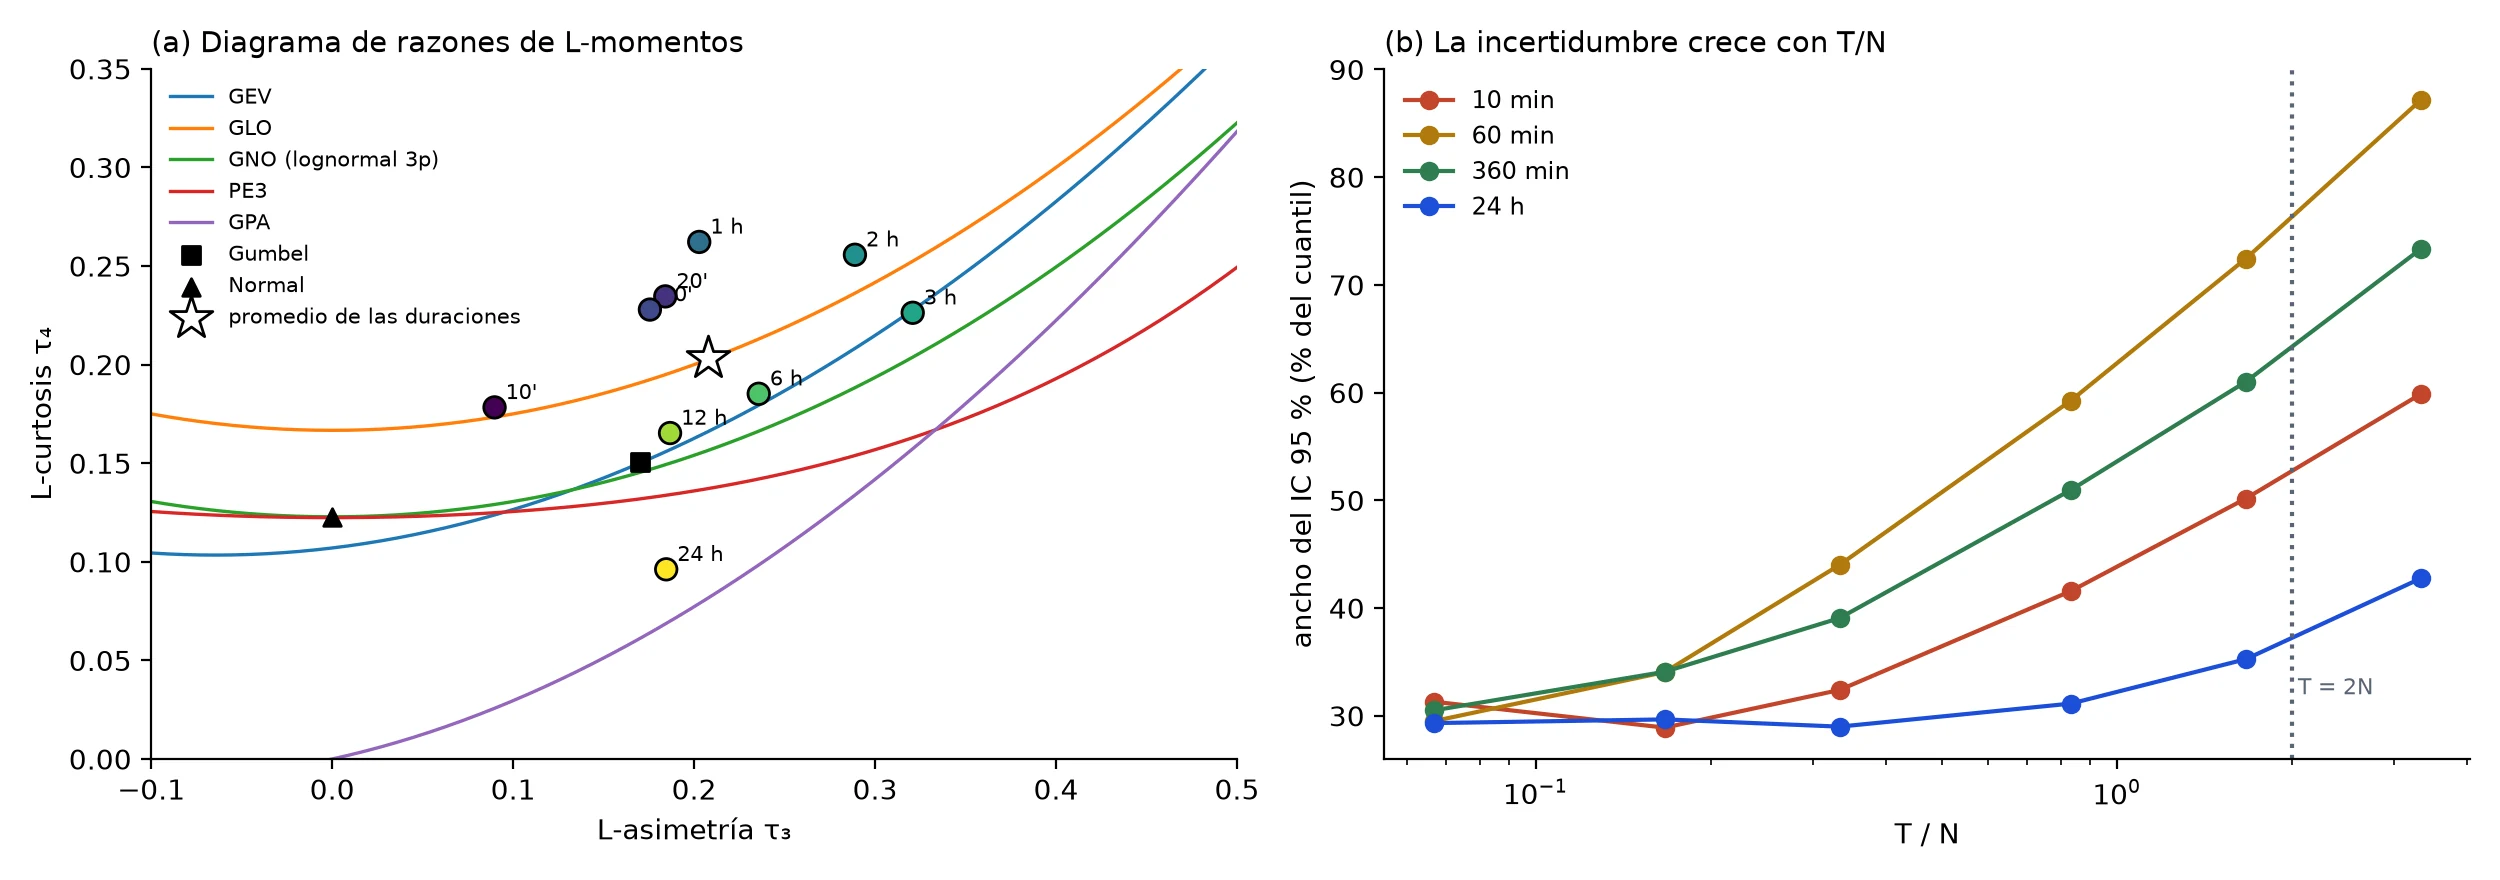 (a) Diagrama de razones de L-momentos
0.35
0.30
0.25
0.20
0.15
0.10
0.05
0.00
L-curtosis τ₄
GEV
GLO
GNO (lognormal 3p)
PE3
GPA
Gumbel
Normal
promedio de las duraciones
1 h
2 h
20'
0'
3 h
10'
6 h
12 h
24 h
−0.1
0.0
0.1
0.2
0.3
0.4
0.5
L-asimetría τ₃
(b) La incertidumbre crece con T/N
90
80
70
60
50
40
30
ancho del IC 95 % (% del cuantil)
10 min
60 min
360 min
24 h
T = 2N
10⁻¹
10⁰
T / N